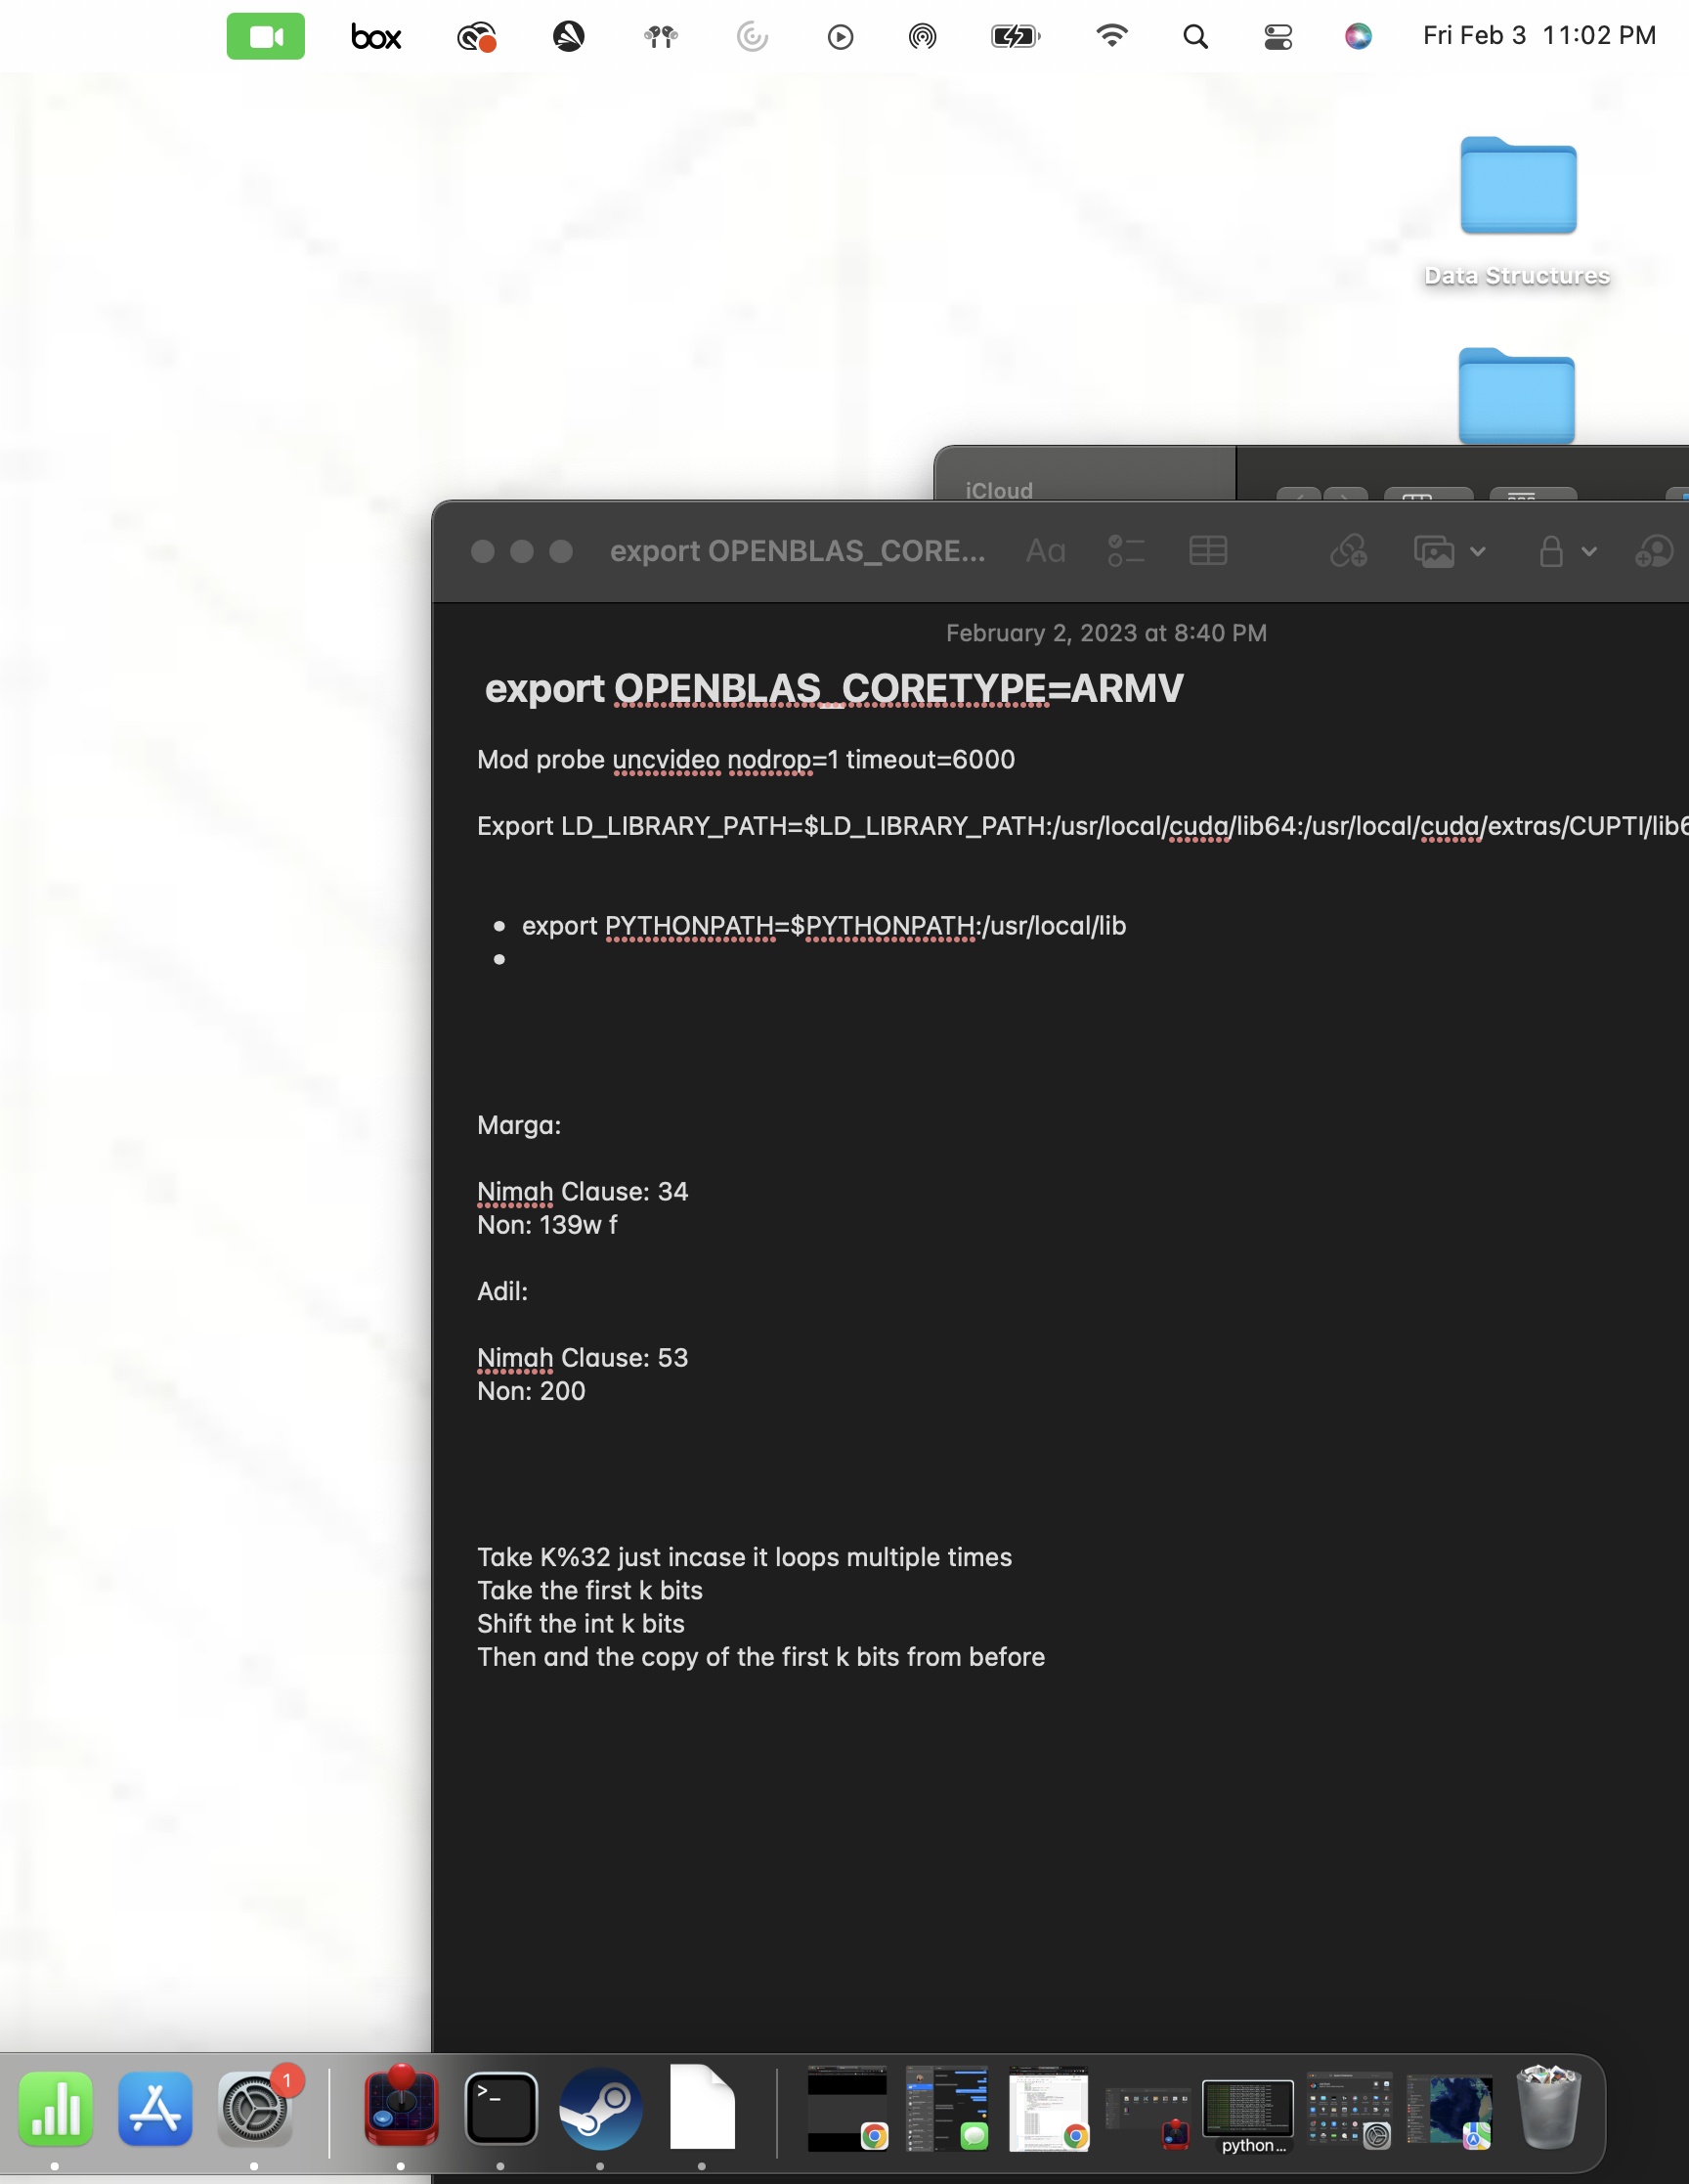 box
Fri Feb 3 11:02 PM
Data Structures
iCloud
export OPENBLAS_CORE...
Aa
February 2, 2023 at 8:40 PM
export OPENBLAS_CORETYPE=ARMV
Mod probe uncvideo nodrop=1 timeout=6000
Export LD_LIBRARY_PATH=$LD_LIBRARY_PATH:/usr/local/cuda/lib64:/usr/local/cuda/extras/CUPTI/lib6
• export PYTHONPATH=$PYTHONPATH:/usr/local/lib
•
Marga:
Nimah Clause: 34
Non: 139w f
Adil:
Nimah Clause: 53
Non: 200
Take K%32 just incase it loops multiple times
Take the first k bits
Shift the int k bits
Then and the copy of the first k bits from before
1
>_
python...